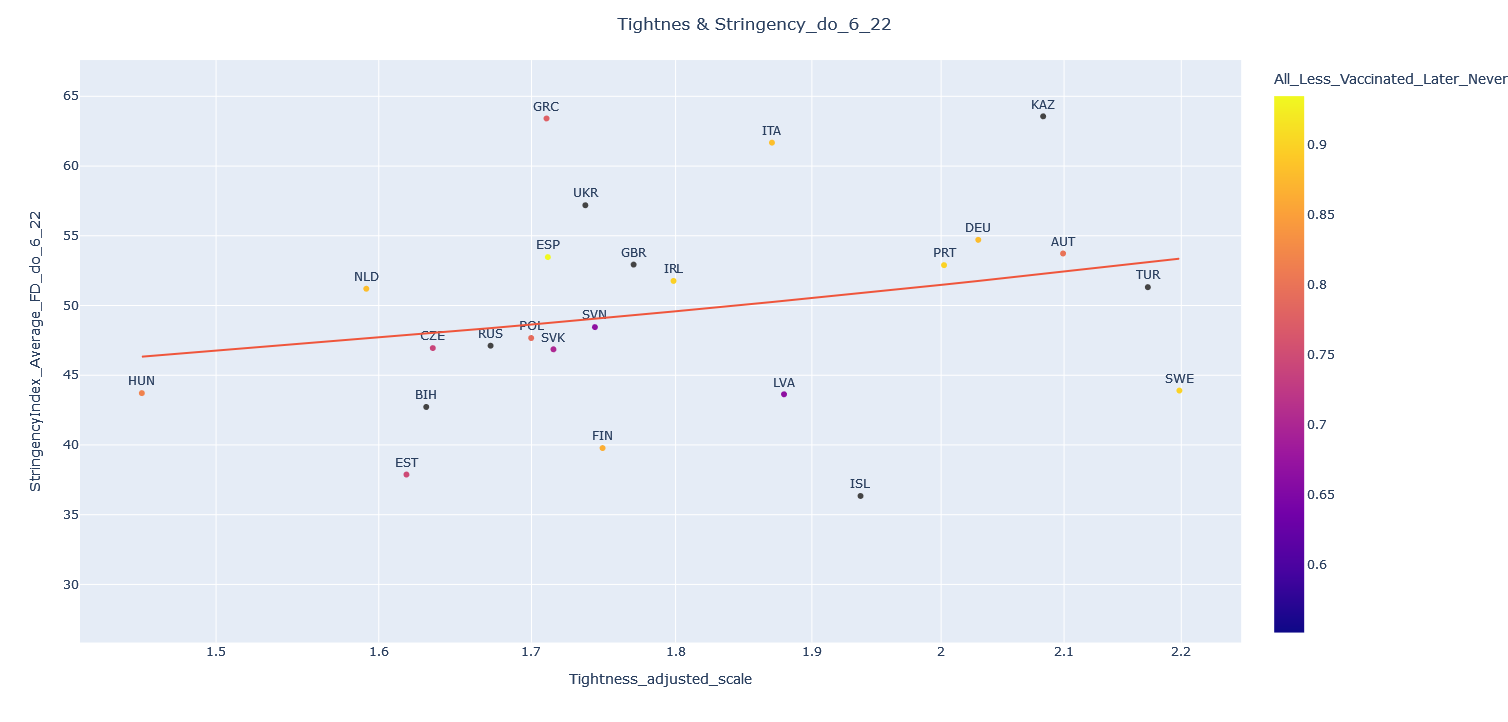 Tightnes & Stringency_do_6_22
All_Less_Vaccinated_Later_Never
StringencyIndex_Average_FD_do_6_22
65
60
55
50
45
40
35
30
GRC
KAZ
ITA
UKR
DEU
ESP
GBR
PRT
AUT
NLD
IRL
TUR
SVN
POL
CZE
RUS
SVK
HUN
BIH
LVA
SWE
FIN
EST
ISL
0.9
0.85
0.8
0.75
0.7
0.65
0.6
1.5 1.6 1.7 1.8 1.9 2 2.1 2.2
Tightness_adjusted_scale